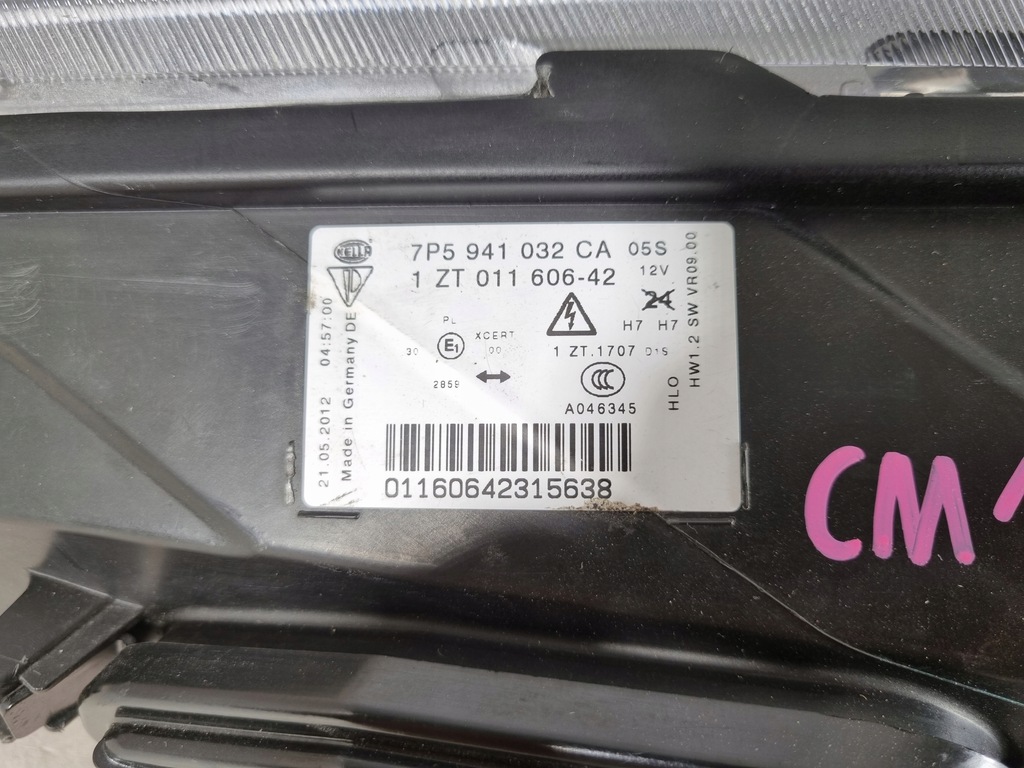 HELLA
7P5 941 032 CA 05S
1 ZT 011 606-42 12V
24
H7 H7
PL
XCERT
30 E1 00
1 ZT.1707 D1S
2859
CCC
A046345
01160642315638
21.05.2012 04:57:00
Made in Germany DE
HLO
HW1.2 SW VR09.00
CM